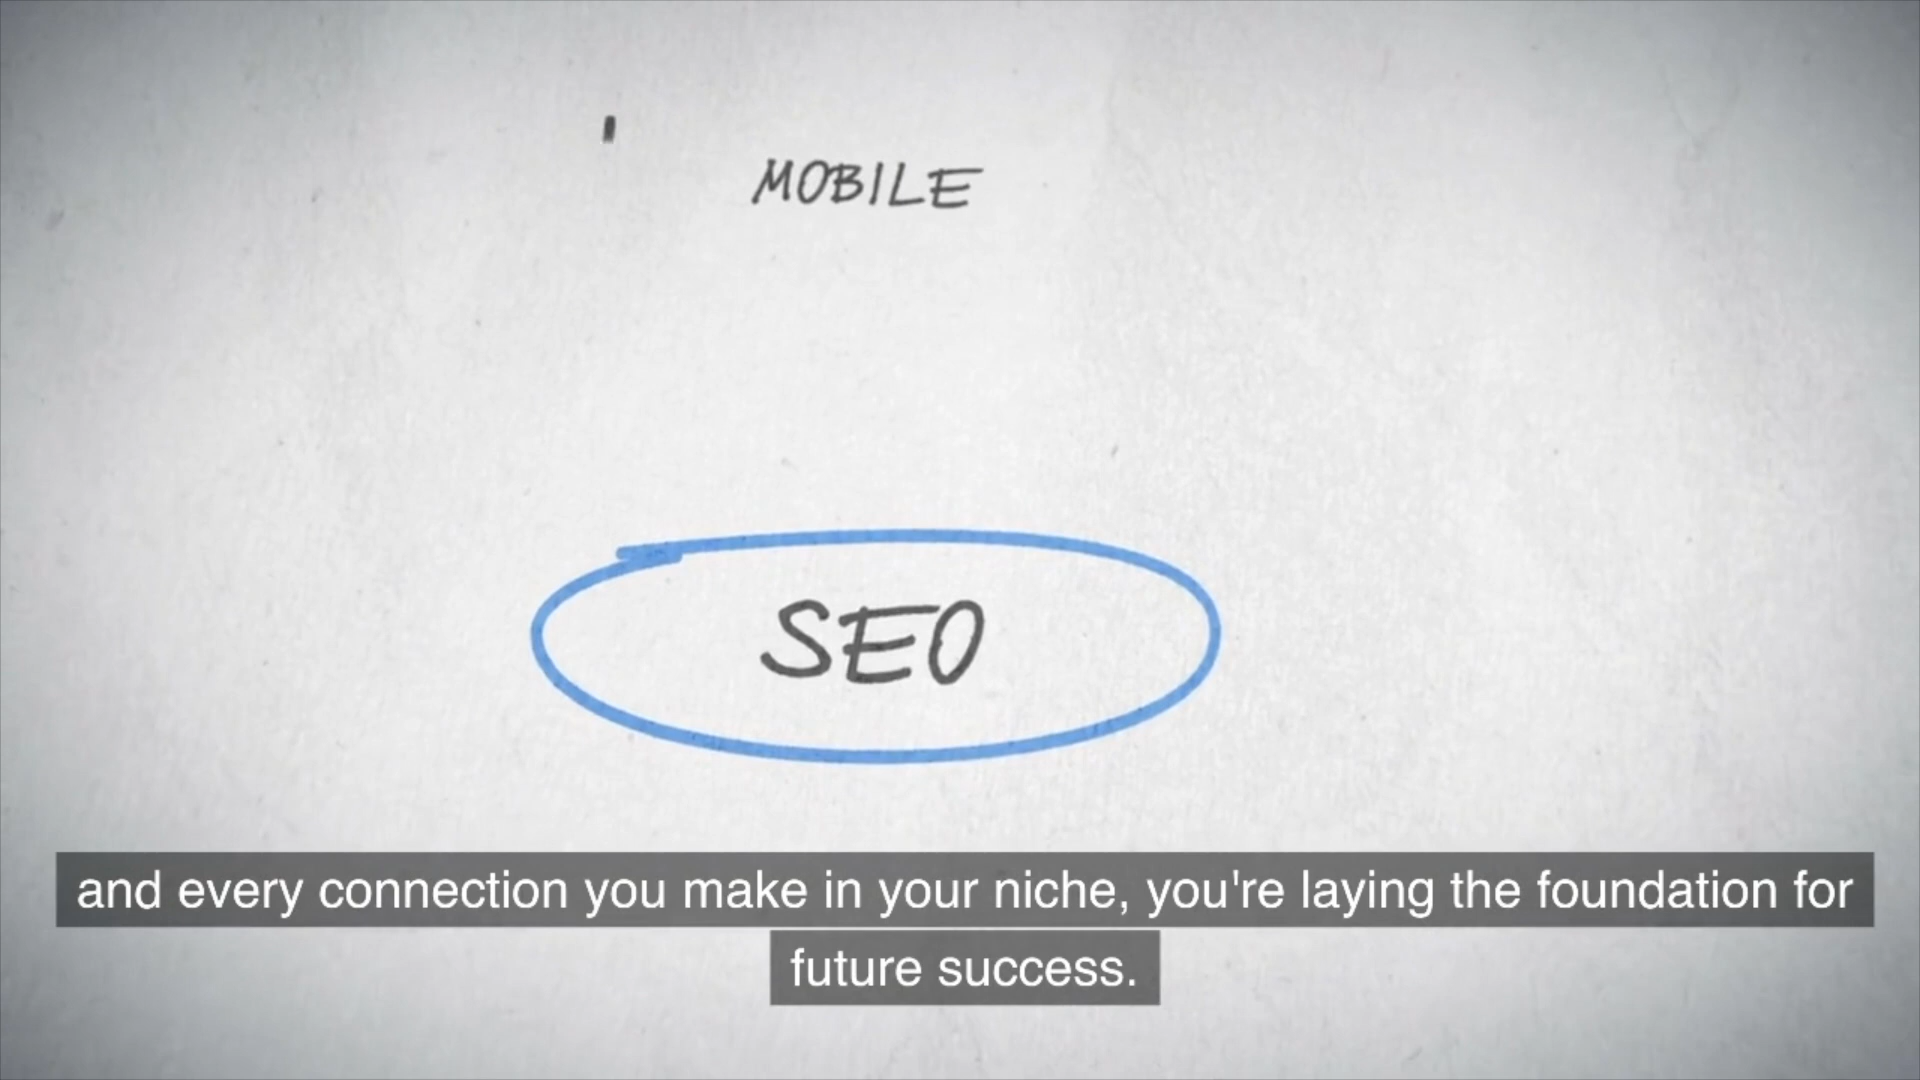 MOBILE
SEO
and every connection you make in your niche, you're laying the foundation for
future success.